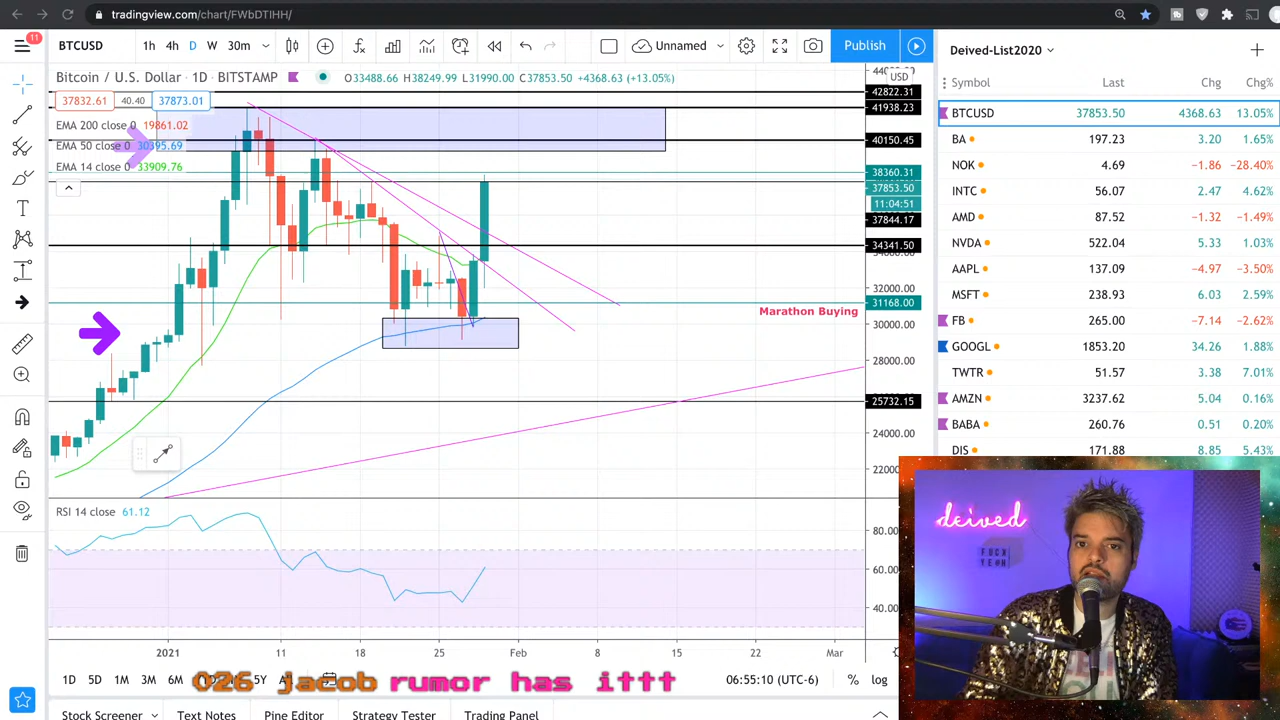 tradingview.com/chart/FWbDTIHH/
11
BTCUSD 1h 4h D W 30m Unnamed Publish
Deived-List2020
Bitcoin / U.S. Dollar · 1D · BITSTAMP O33488.66 H38249.99 L31990.00 C37853.50 +4368.63 (+13.05%)
37832.61 40.40 37873.01
EMA 200 close 0 19861.02
EMA 50 close 0 30395.69
EMA 14 close 0 33909.76
USD
42822.31
41938.23
40150.45
38360.31
37853.50
11:04:51
37844.17
34341.50
32000.00
31168.00
Marathon Buying
30000.00
28000.00
25732.15
24000.00
RSI 14 close 61.12
80.00
60.00
40.00
2021 11 18 25 Feb 8 15 22 Mar
1D 5D 1M 3M 6M 5Y 06:55:10 (UTC-6) % log
026 jacob rumor has itttt
Stock Screener Text Notes Pine Editor Strategy Tester Trading Panel
Symbol Last Chg Chg%
BTCUSD 37853.50 4368.63 13.05%
BA 197.23 3.20 1.65%
NOK 4.69 −1.86 −28.40%
INTC 56.07 2.47 4.62%
AMD 87.52 −1.32 −1.49%
NVDA 522.04 5.33 1.03%
AAPL 137.09 −4.97 −3.50%
MSFT 238.93 6.03 2.59%
FB 265.00 −7.14 −2.62%
GOOGL 1853.20 34.26 1.88%
TWTR 51.57 3.38 7.01%
AMZN 3237.62 5.04 0.16%
BABA 260.76 0.51 0.20%
DIS 171.88 8.85 5.43%
deived
FUCK
YEAH